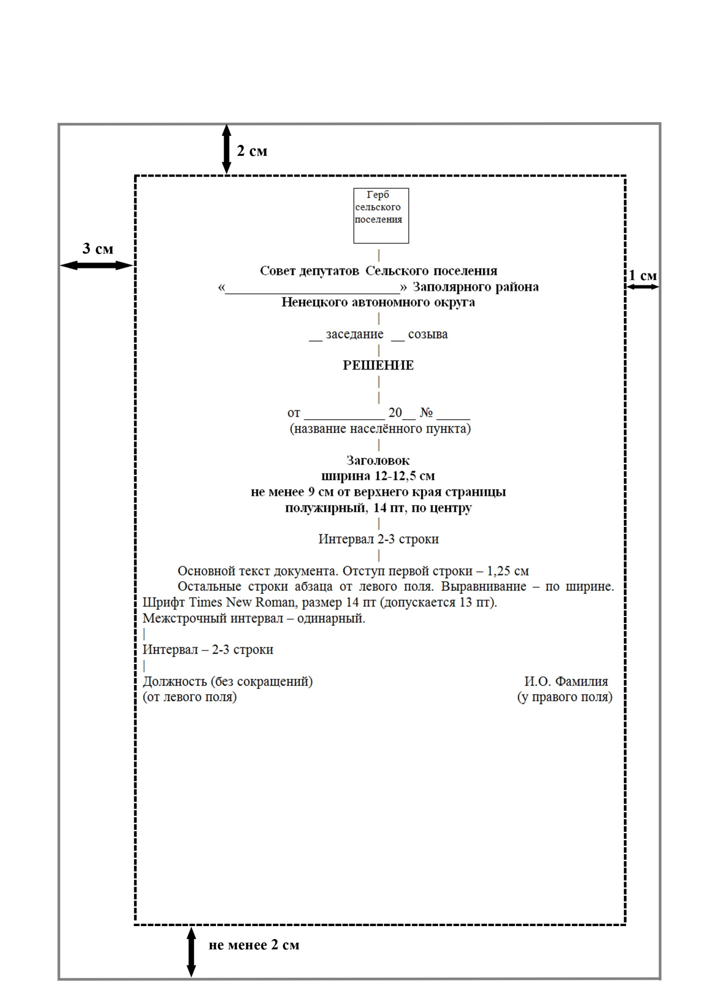 2 см
Герб
сельского
поселения
3 см
|
Совет депутатов Сельского поселения
1 см
«__________________________» Заполярного района
Ненецкого автономного округа
|
__ заседание __ созыва
|
РЕШЕНИЕ
|
|
от ____________ 20__ № _____
(название населённого пункта)
|
Заголовок
ширина 12-12,5 см
не менее 9 см от верхнего края страницы
полужирный, 14 пт, по центру
|
Интервал 2-3 строки
|
Основной текст документа. Отступ первой строки – 1,25 см
Остальные строки абзаца от левого поля. Выравнивание – по ширине.
Шрифт Times New Roman, размер 14 пт (допускается 13 пт).
Межстрочный интервал – одинарный.
|
Интервал – 2-3 строки
|
Должность (без сокращений) И.О. Фамилия
(от левого поля) (у правого поля)
не менее 2 см